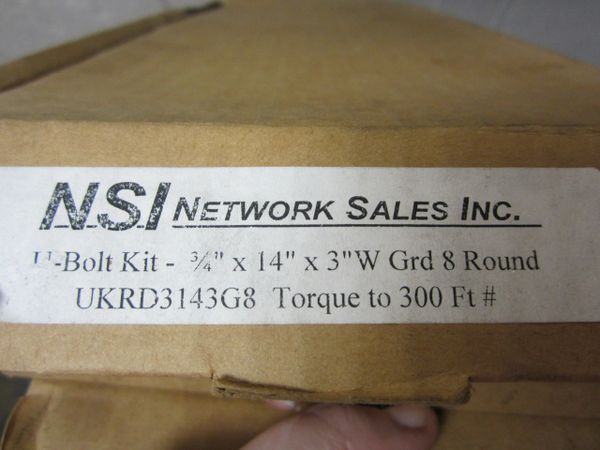 NSI NETWORK SALES INC.
U-Bolt Kit - ¾" x 14" x 3"W Grd 8 Round
UKRD3143G8 Torque to 300 Ft #